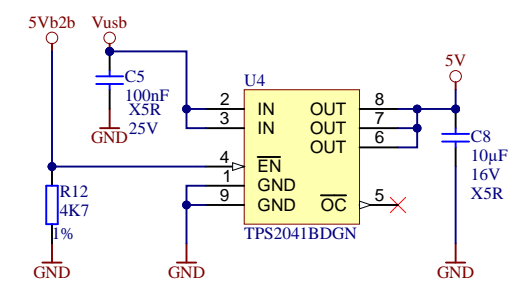 5Vb2b
Vusb
5V
C5
100nF
X5R
25V
GND
U4
2 IN OUT 8
3 IN OUT 7
OUT 6
4 EN
1 GND
9 GND OC 5
TPS2041BDGN
R12
4K7
1%
C8
10µF
16V
X5R
GND
GND
GND